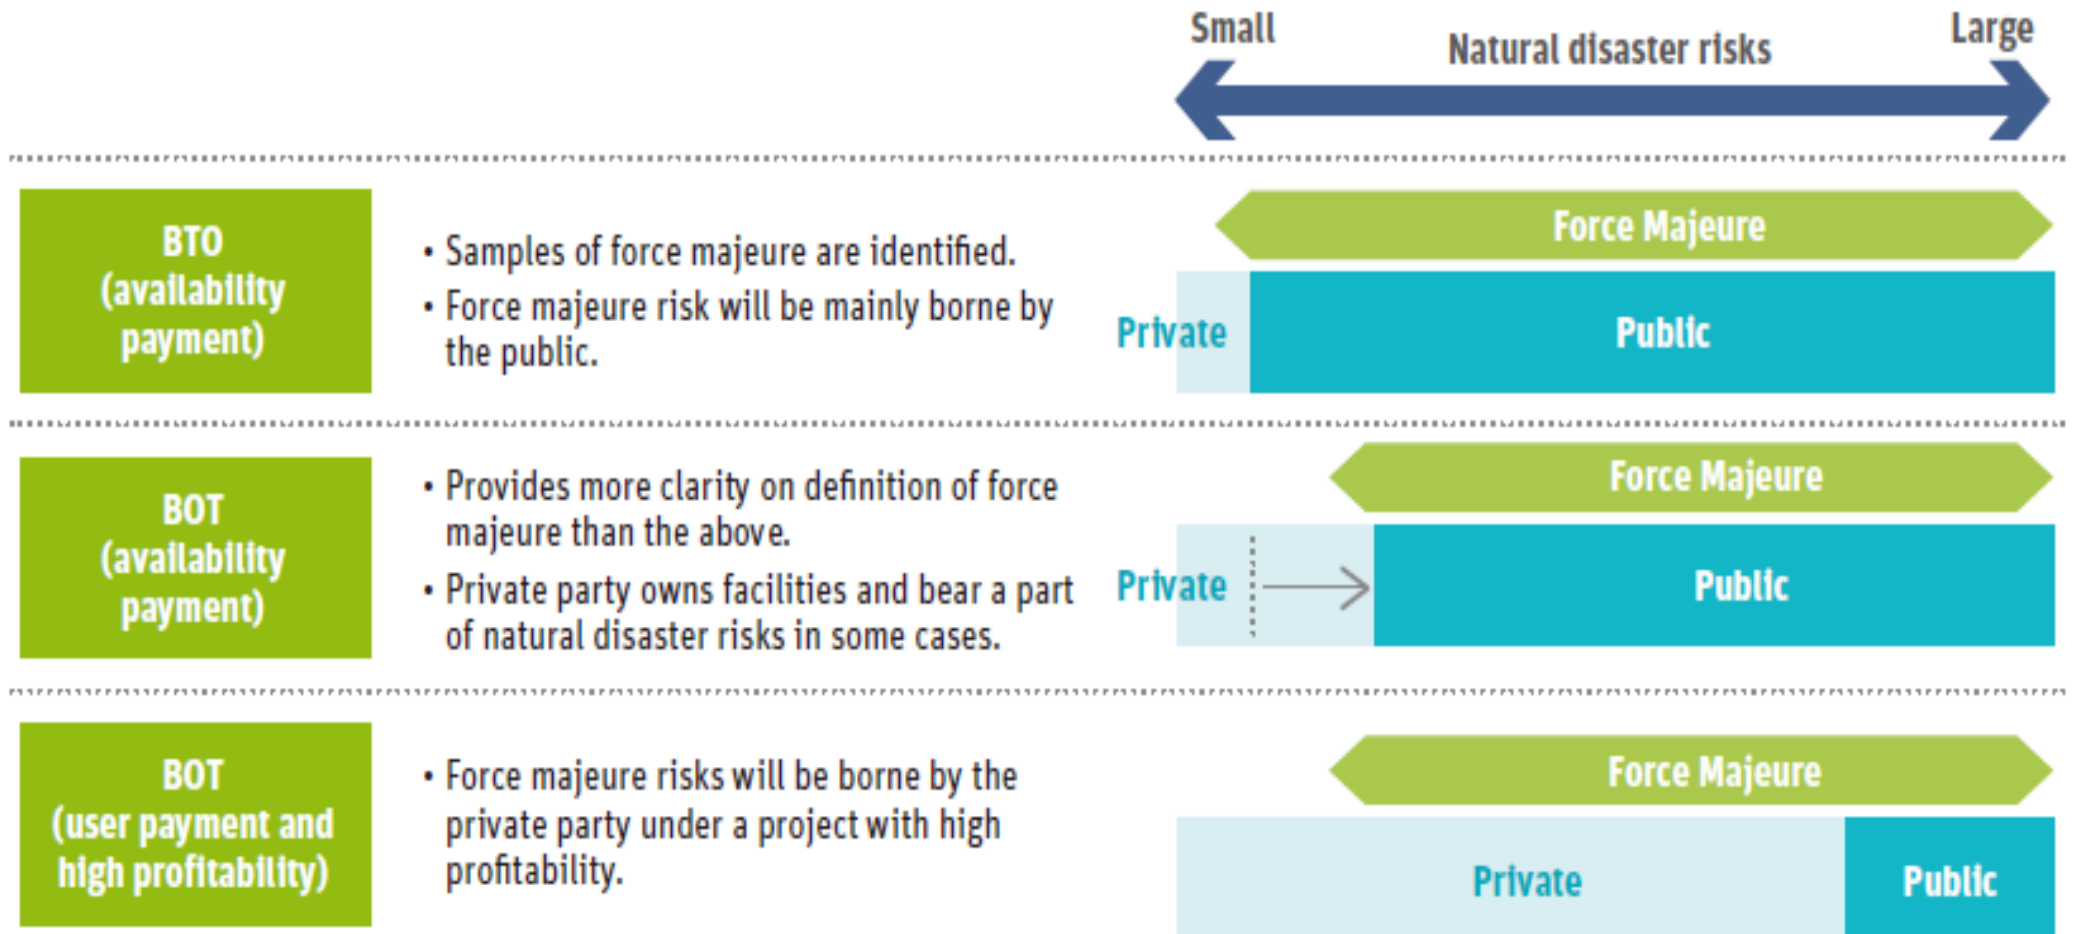 Small
Natural disaster risks
Large
BTO
(availability
payment)
• Samples of force majeure are identified.
• Force majeure risk will be mainly borne by
the public.
Force Majeure
Private
Public
BOT
(availability
payment)
• Provides more clarity on definition of force
majeure than the above.
• Private party owns facilities and bear a part
of natural disaster risks in some cases.
Force Majeure
Private
Public
BOT
(user payment and
high profitability)
• Force majeure risks will be borne by the
private party under a project with high
profitability.
Force Majeure
Private
Public